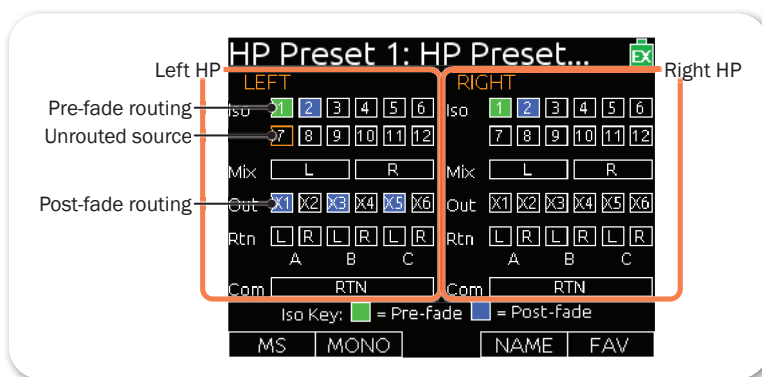 HP Preset 1: HP Preset... EX
Left HP
Right HP
LEFT RIGHT
Pre-fade routing
Iso 1 2 3 4 5 6 Iso 1 2 3 4 5 6
Unrouted source
7 8 9 10 11 12 7 8 9 10 11 12
Mix L R Mix L R
Post-fade routing
Out X1 X2 X3 X4 X5 X6 Out X1 X2 X3 X4 X5 X6
Rtn L R L R L R Rtn L R L R L R
A B C A B C
Com RTN Com RTN
Iso Key: = Pre-fade = Post-fade
MS MONO NAME FAV